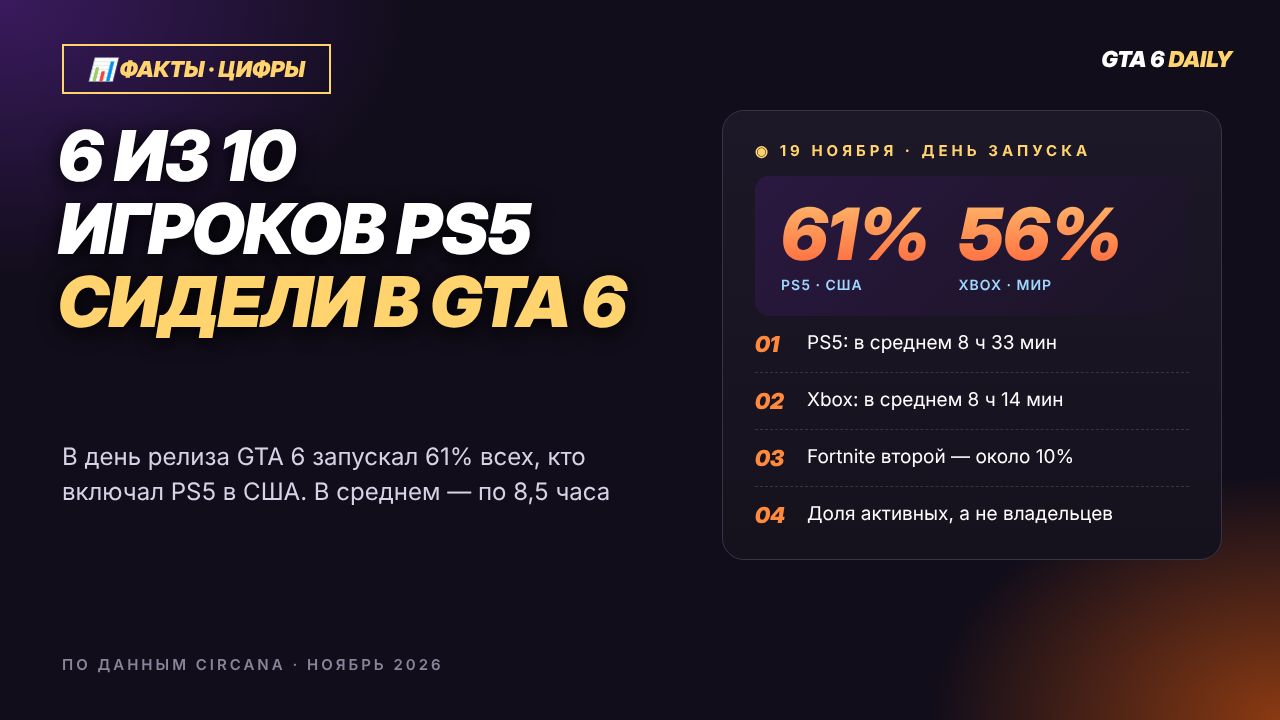 📊 ФАКТЫ · ЦИФРЫ
GTA 6 DAILY
6 ИЗ 10
ИГРОКОВ PS5
СИДЕЛИ В GTA 6
В день релиза GTA 6 запускал 61% всех, кто
включал PS5 в США. В среднем — по 8,5 часа
◉ 19 НОЯБРЯ · ДЕНЬ ЗАПУСКА
61% 56%
PS5 · США XBOX · МИР
01 PS5: в среднем 8 ч 33 мин
02 Xbox: в среднем 8 ч 14 мин
03 Fortnite второй — около 10%
04 Доля активных, а не владельцев
ПО ДАННЫМ CIRCANA · НОЯБРЬ 2026